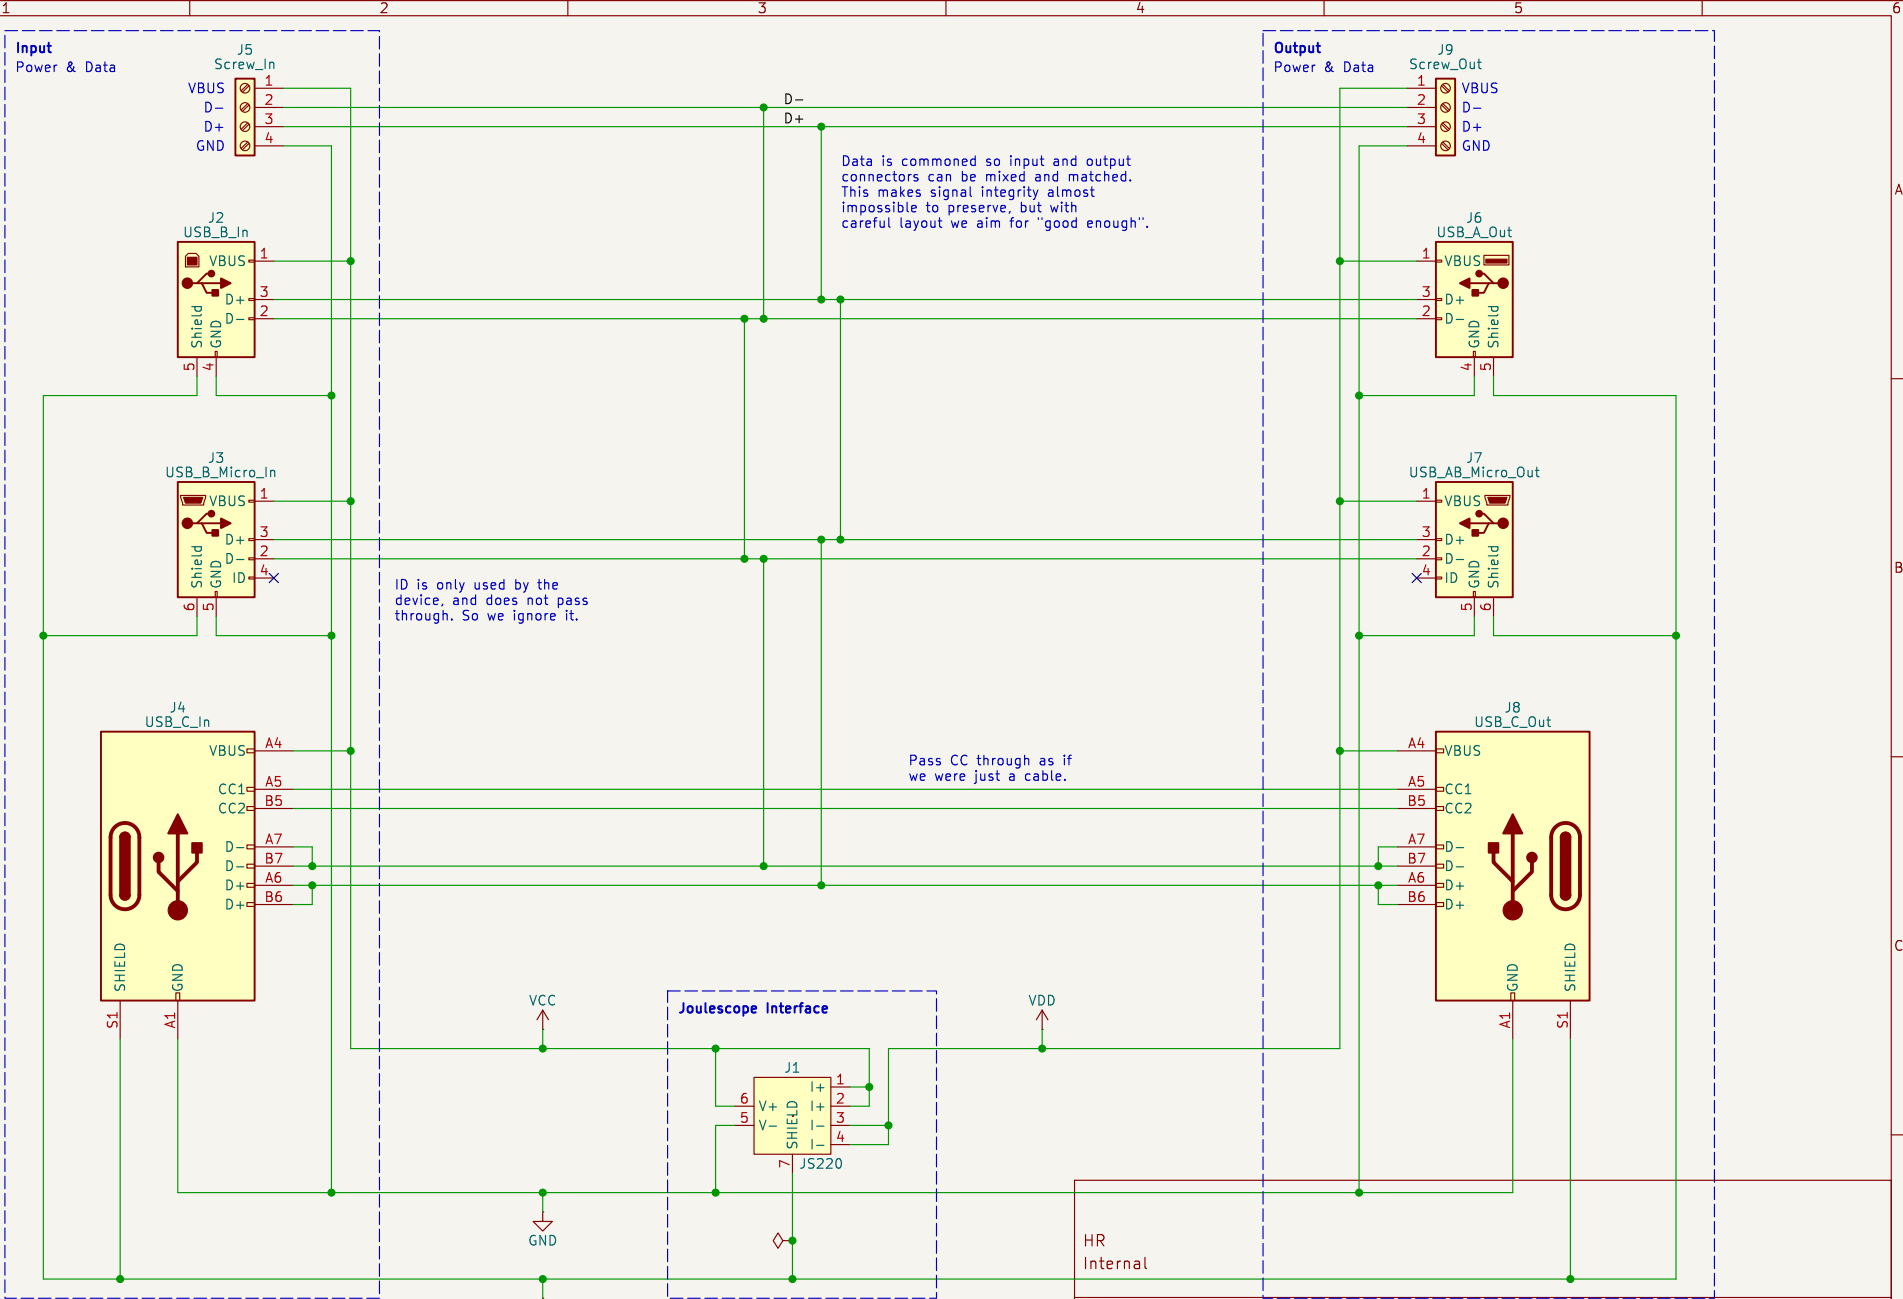 1 2 3 4 5 6
Input
Power & Data
J5
Screw_In
VBUS 1
D- 2
D+ 3
GND 4
D-
D+
Output
Power & Data
J9
Screw_Out
1 VBUS
2 D-
3 D+
4 GND
Data is commoned so input and output
connectors can be mixed and matched.
This makes signal integrity almost
impossible to preserve, but with
careful layout we aim for "good enough".
A
J2
USB_B_In
VBUS 1
D+ 3
D- 2
Shield GND
5 4
J6
USB_A_Out
1 VBUS
3 D+
2 D-
GND Shield
4 5
J3
USB_B_Micro_In
VBUS 1
D+ 3
D- 2
ID 4
Shield GND
6 5
ID is only used by the
device, and does not pass
through. So we ignore it.
J7
USB_AB_Micro_Out
1 VBUS
3 D+
2 D-
4 ID
GND Shield
5 6
B
J4
USB_C_In
VBUS A4
CC1 A5
CC2 B5
D- A7
D- B7
D+ A6
D+ B6
SHIELD GND
S1 A1
Pass CC through as if
we were just a cable.
J8
USB_C_Out
A4 VBUS
A5 CC1
B5 CC2
A7 D-
B7 D-
A6 D+
B6 D+
GND SHIELD
A1 S1
C
VCC
Joulescope Interface
VDD
J1
I+ 1
6 V+ I+ 2
5 V- I- 3
I- 4
SHIELD
7
JS220
GND
HR
Internal